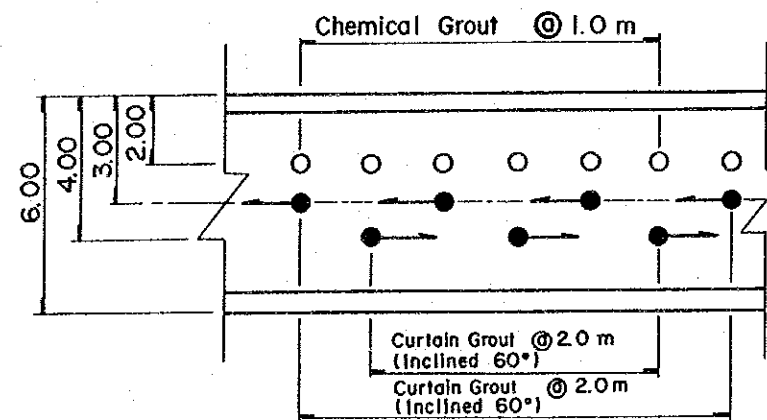 Chemical Grout @ 1.0 m
6.00
4.00
3.00
2.00
Curtain Grout @ 2.0 m
(Inclined 60°)
Curtain Grout @ 2.0m
(Inclined 60°)